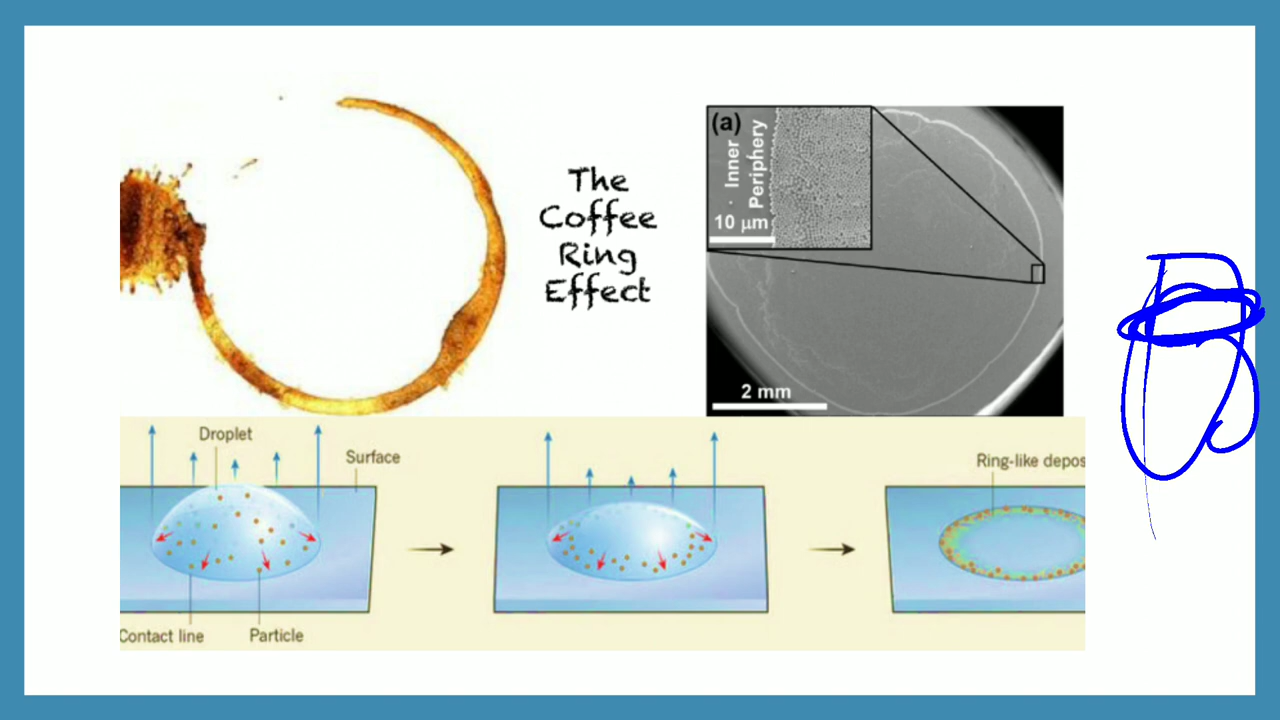 The
Coffee
Ring
Effect
(a)
Inner
Periphery
10 μm
2 mm
Droplet
Surface
Ring-like depos
Contact line
Particle